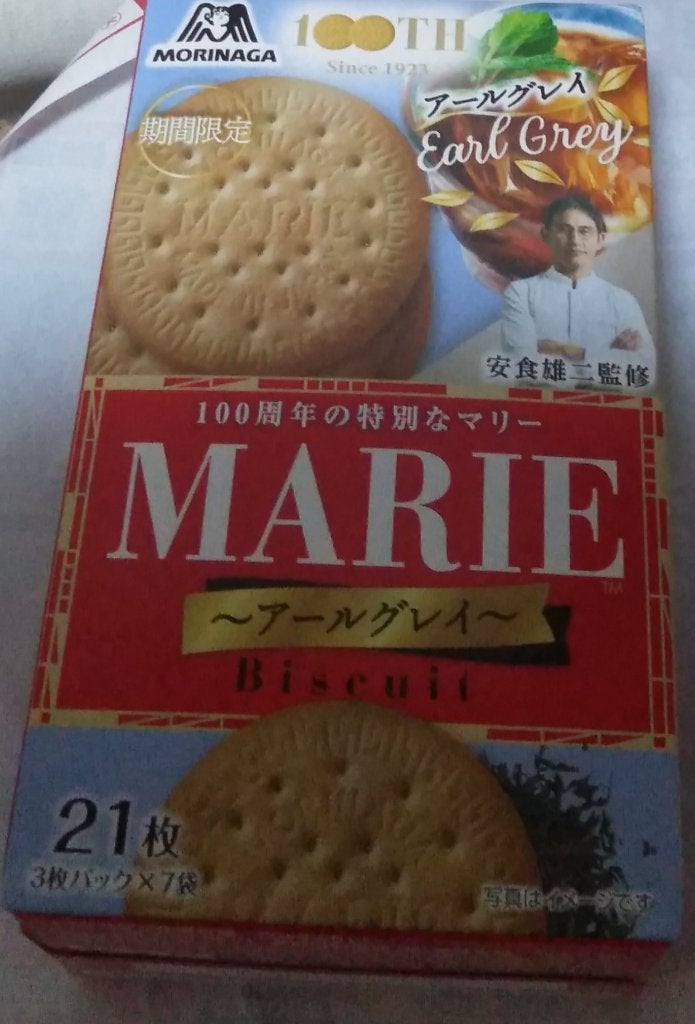 MORINAGA
100TH
Since 1923
アールグレイ
Earl Grey
期間限定
MARIE
安食雄二監修
100周年の特別なマリー
MARIE
TM
～アールグレイ～
Biscuit
21枚
3枚パック×7袋
写真はイメージです